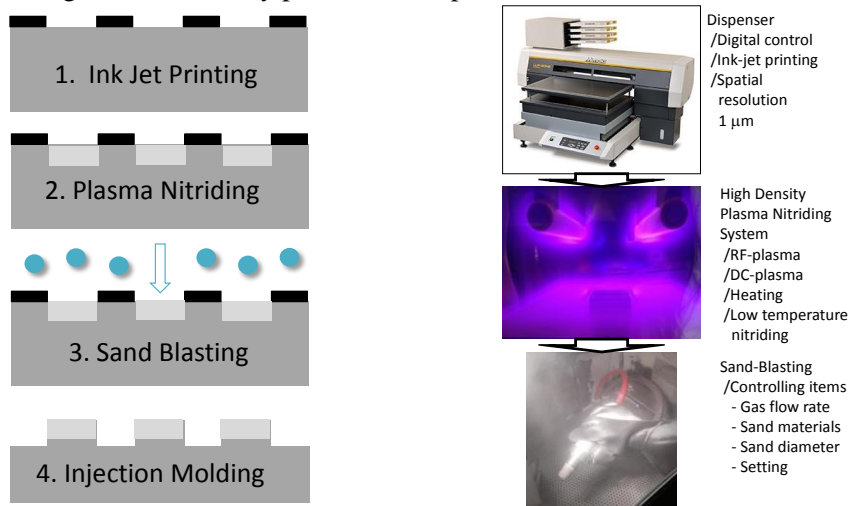 1. Ink Jet Printing
2. Plasma Nitriding
3. Sand Blasting
4. Injection Molding
Dispenser
/Digital control
/Ink-jet printing
/Spatial
resolution
1 μm
High Density
Plasma Nitriding
System
/RF-plasma
/DC-plasma
/Heating
/Low temperature
nitriding
Sand-Blasting
/Controlling items
- Gas flow rate
- Sand materials
- Sand diameter
- Setting